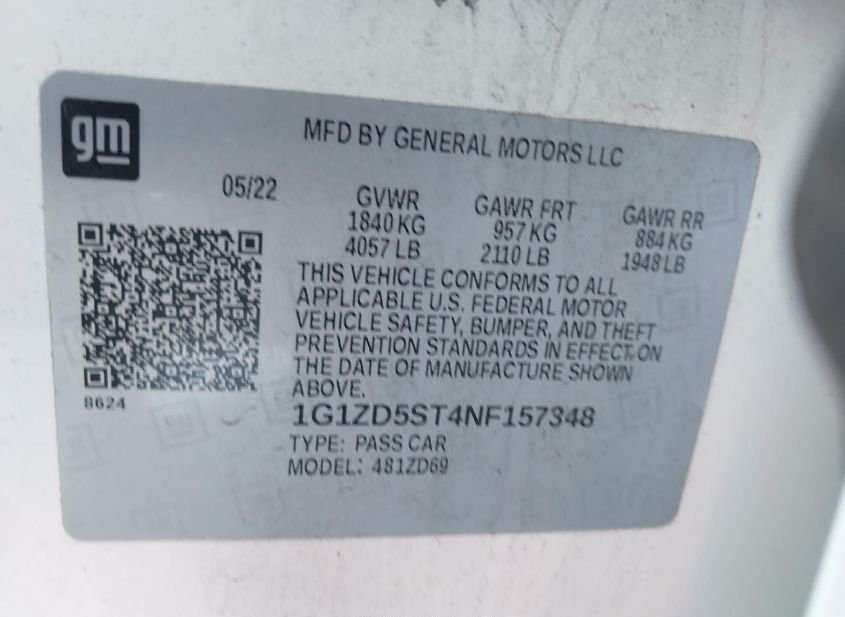 gm
MFD BY GENERAL MOTORS LLC
05/22
GVWR
1840 KG
4057 LB
GAWR FRT
957 KG
2110 LB
GAWR RR
884 KG
1948 LB
THIS VEHICLE CONFORMS TO ALL
APPLICABLE U.S. FEDERAL MOTOR
VEHICLE SAFETY, BUMPER, AND THEFT
PREVENTION STANDARDS IN EFFECT ON
THE DATE OF MANUFACTURE SHOWN
ABOVE.
8624
1G1ZD5ST4NF157348
TYPE: PASS CAR
MODEL: 481ZD69